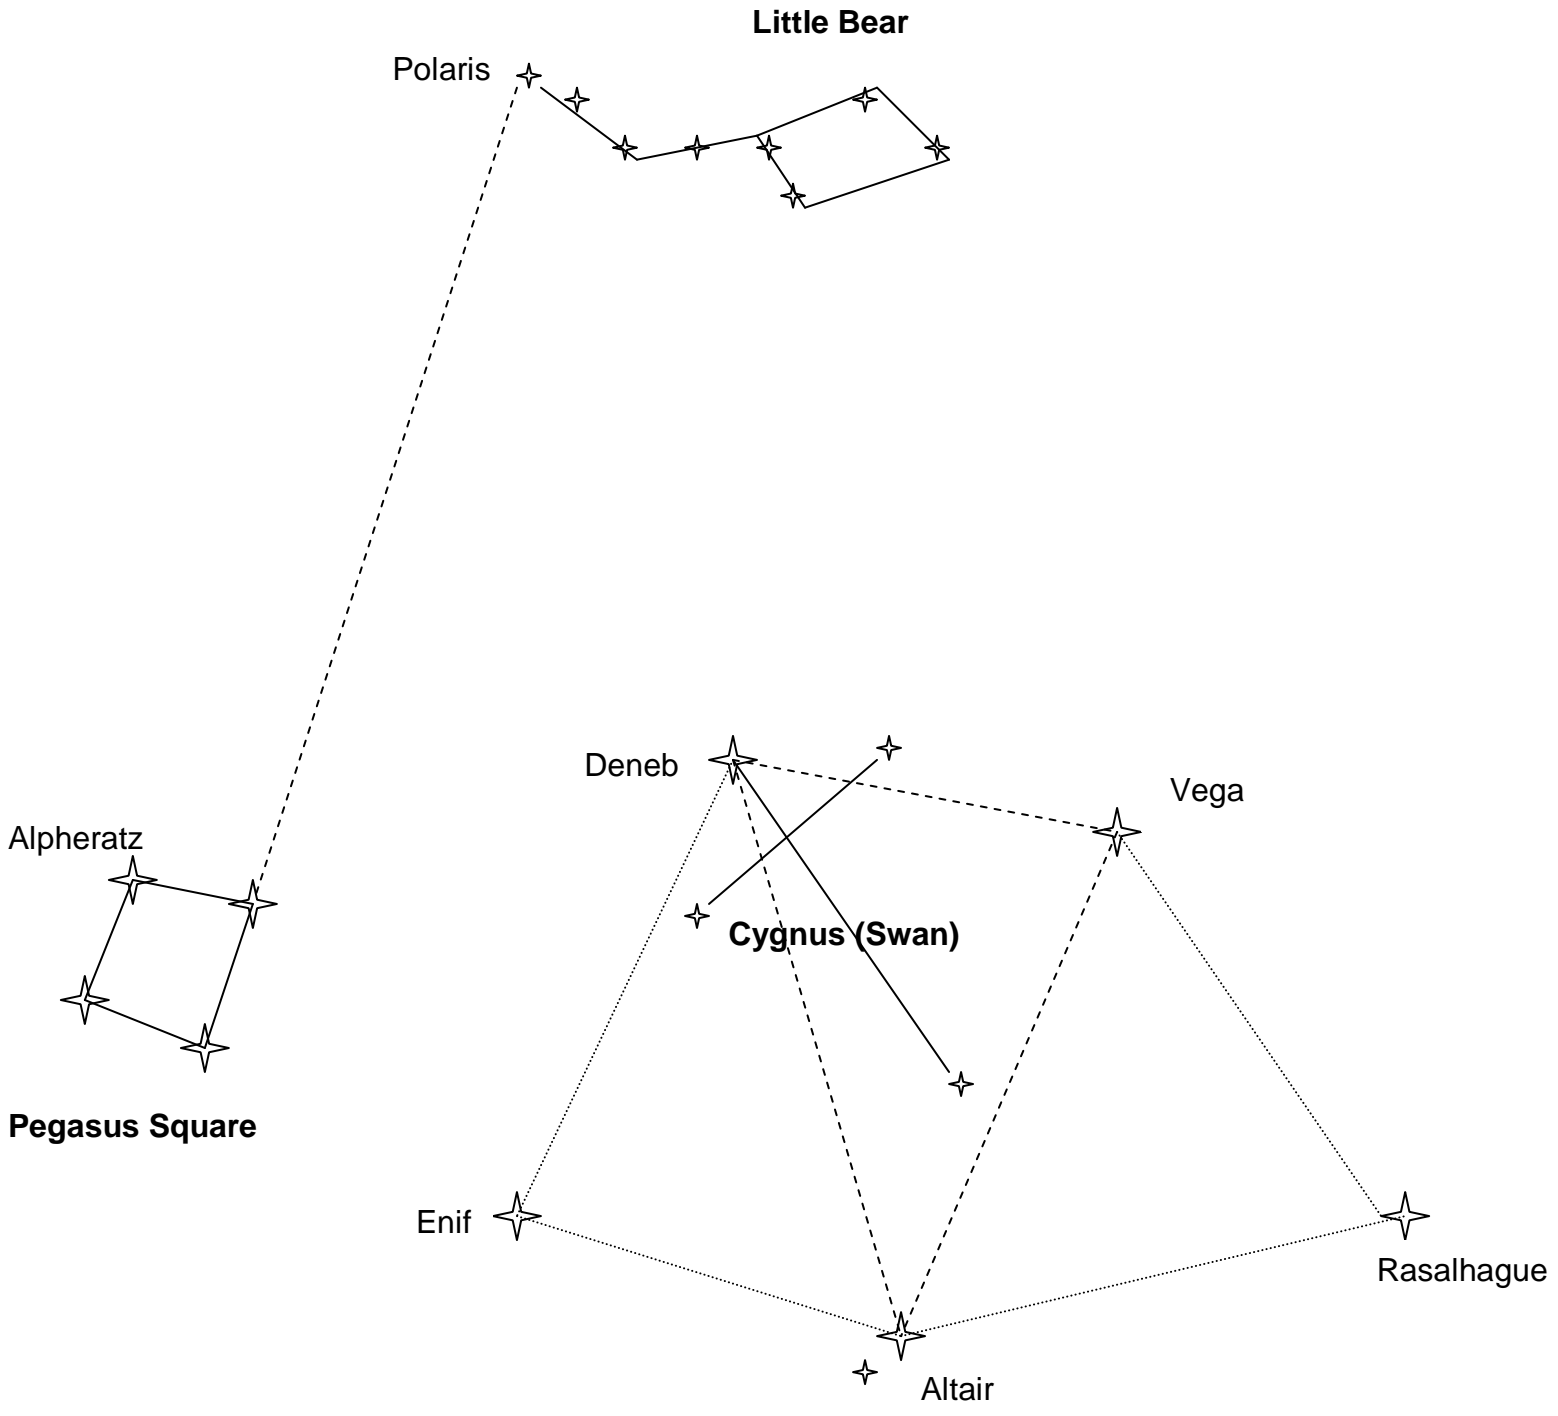 Little Bear
Polaris
Deneb
Vega
Alpheratz
Cygnus (Swan)
Pegasus Square
Enif
Rasalhague
Altair